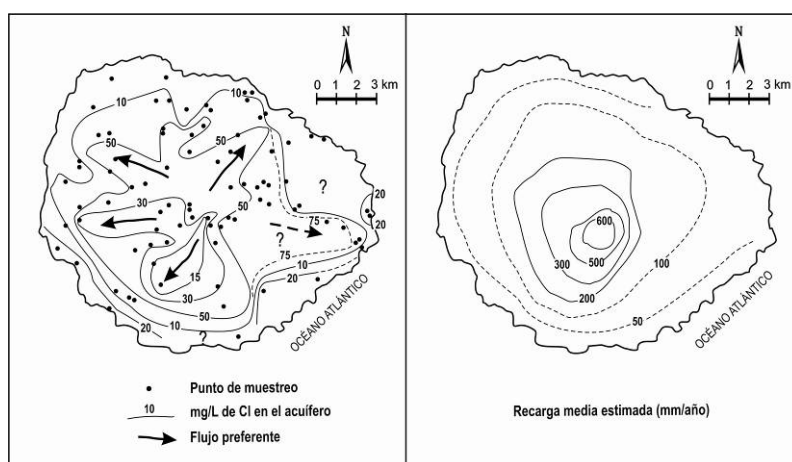 N
0 1 2 3 km
10
10
50
50
20
30
?
50
20
75
?
75
15
10
30
20
50
10
20
?
OCÉANO ATLÁNTICO
Punto de muestreo
10
mg/L de Cl en el acuífero
Flujo preferente
N
0 1 2 3 km
600
300
500
100
200
50
OCÉANO ATLÁNTICO
Recarga media estimada (mm/año)